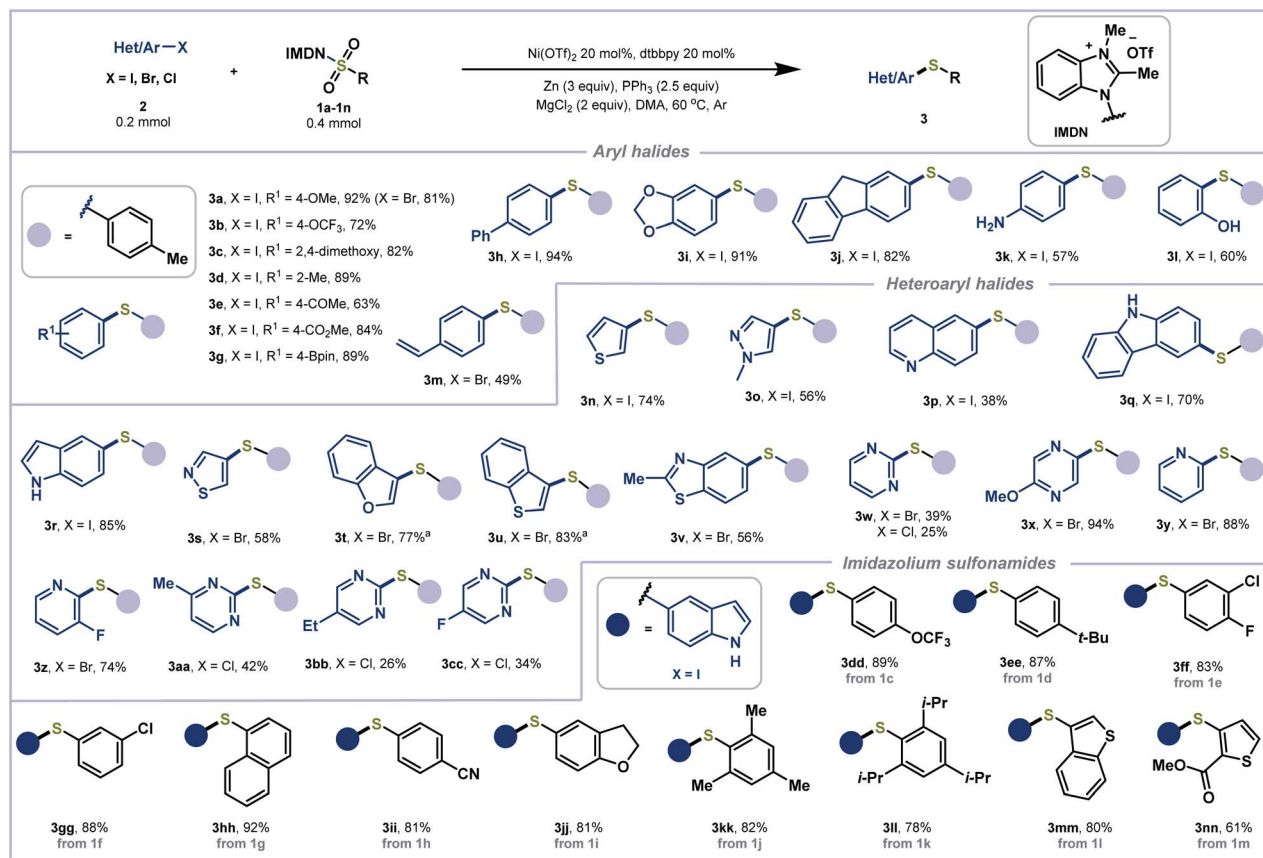 Het/Ar—X
X = I, Br, Cl
2
0.2 mmol
+
IMDN
O
S
R
O
1a-1n
0.4 mmol
Ni(OTf)2 20 mol%, dtbbpy 20 mol%
Zn (3 equiv), PPh3 (2.5 equiv)
MgCl2 (2 equiv), DMA, 60 oC, Ar
Het/Ar S R
3
Me
N + − OTf
Me
N
IMDN
Aryl halides
= Me
R1 S
3a, X = I, R1 = 4-OMe, 92% (X = Br, 81%)
3b, X = I, R1 = 4-OCF3, 72%
3c, X = I, R1 = 2,4-dimethoxy, 82%
3d, X = I, R1 = 2-Me, 89%
3e, X = I, R1 = 4-COMe, 63%
3f, X = I, R1 = 4-CO2Me, 84%
3g, X = I, R1 = 4-Bpin, 89%
Ph S
3h, X = I, 94%
O O S
3i, X = I, 91%
S
3j, X = I, 82%
H2N S
3k, X = I, 57%
S OH
3l, X = I, 60%
S
3m, X = Br, 49%
Heteroaryl halides
S S
3n, X = I, 74%
N N S
3o, X =I, 56%
N S
3p, X = I, 38%
H N S
3q, X = I, 70%
N H S
3r, X = I, 85%
N S S
3s, X = Br, 58%
O S
3t, X = Br, 77%a
S S
3u, X = Br, 83%a
Me N S S
3v, X = Br, 56%
N N S
3w, X = Br, 39%
X = Cl, 25%
MeO N N S
3x, X = Br, 94%
N S
3y, X = Br, 88%
N S F
3z, X = Br, 74%
Me N N S
3aa, X = Cl, 42%
Et N N S
3bb, X = Cl, 26%
F N N S
3cc, X = Cl, 34%
Imidazolium sulfonamides
=
N
H
X = I
S OCF3
3dd, 89%
from 1c
S t-Bu
3ee, 87%
from 1d
S Cl F
3ff, 83%
from 1e
S Cl
3gg, 88%
from 1f
S
3hh, 92%
from 1g
S CN
3ii, 81%
from 1h
S O
3jj, 81%
from 1i
S Me Me Me
3kk, 82%
from 1j
S i-Pr i-Pr i-Pr
3ll, 78%
from 1k
S S
3mm, 80%
from 1l
S S MeO O
3nn, 61%
from 1m